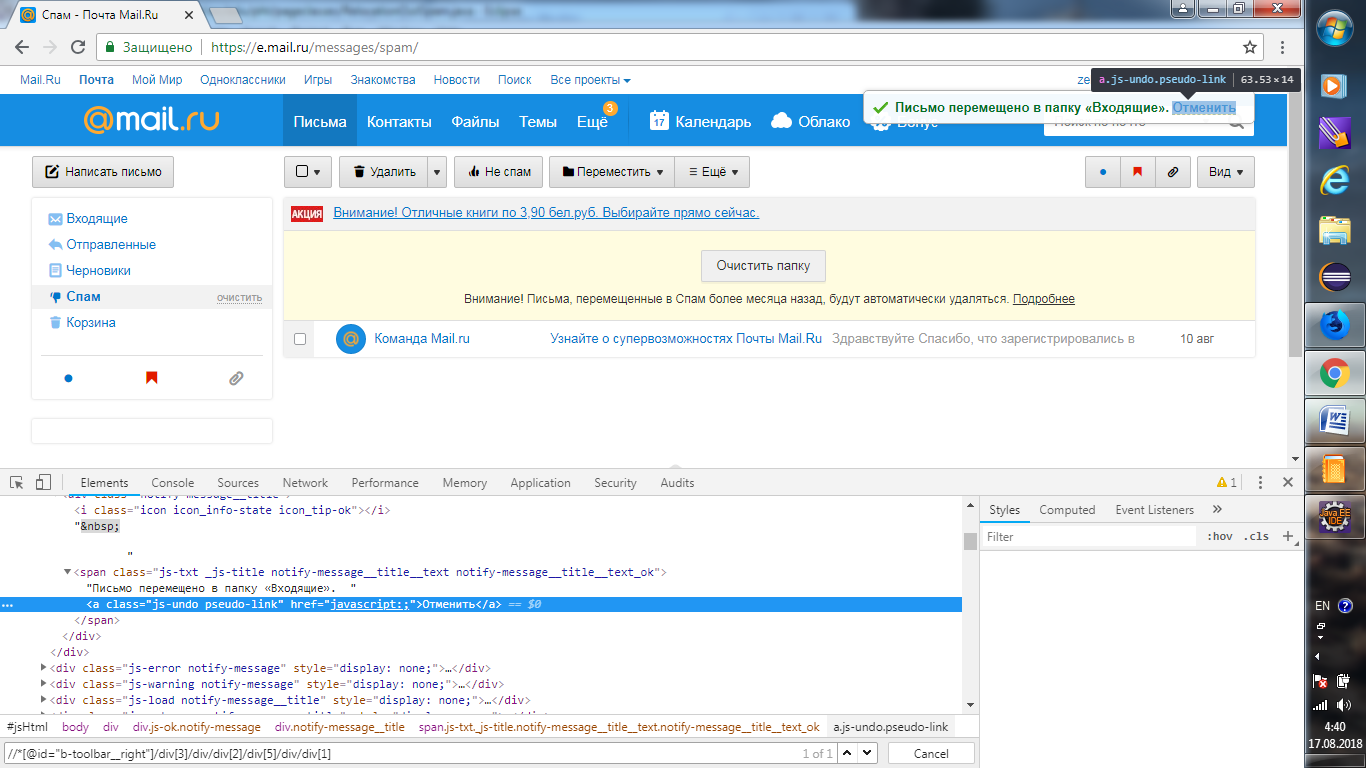 Спам - Почта Mail.Ru
Защищено https://e.mail.ru/messages/spam/
Mail.Ru Почта Мой Мир Одноклассники Игры Знакомства Новости Поиск Все проекты ze
a.js-undo.pseudo-link 63.53×14
Письмо перемещено в папку «Входящие». Отменить
@mail.ru Письма Контакты Файлы Темы Ещё 3 17 Календарь Облако
Написать письмо Удалить Не спам Переместить Ещё Вид
Входящие
Отправленные
Черновики
Спам очистить
Корзина
АКЦИЯ Внимание! Отличные книги по 3,90 бел.руб. Выбирайте прямо сейчас.
Очистить папку
Внимание! Письма, перемещенные в Спам более месяца назад, будут автоматически удаляться. Подробнее
Команда Mail.ru Узнайте о супервозможностях Почты Mail.Ru Здравствуйте Спасибо, что зарегистрировались в 10 авг
Elements Console Sources Network Performance Memory Application Security Audits 1
<i class="icon icon_info-state icon_tip-ok"></i>
"&nbsp;
"
<span class="js-txt _js-title notify-message__title__text notify-message__title__text_ok">
"Письмо перемещено в папку «Входящие». "
<a class="js-undo pseudo-link" href="javascript:;">Отменить</a> == $0
</span>
</div>
</div>
<div class="js-error notify-message" style="display: none;">…</div>
<div class="js-warning notify-message" style="display: none;">…</div>
<div class="js-load notify-message__title" style="display: none;">…</div>
#jsHtml body div div.js-ok.notify-message div.notify-message__title span.js-txt._js-title.notify-message__title__text.notify-message__title__text_ok a.js-undo.pseudo-link
//*[@id="b-toolbar__right"]/div[3]/div/div[2]/div[5]/div/div[1] 1 of 1 Cancel
Styles Computed Event Listeners »
Filter :hov .cls +
Java EE
IDE
EN
4:40
17.08.2018